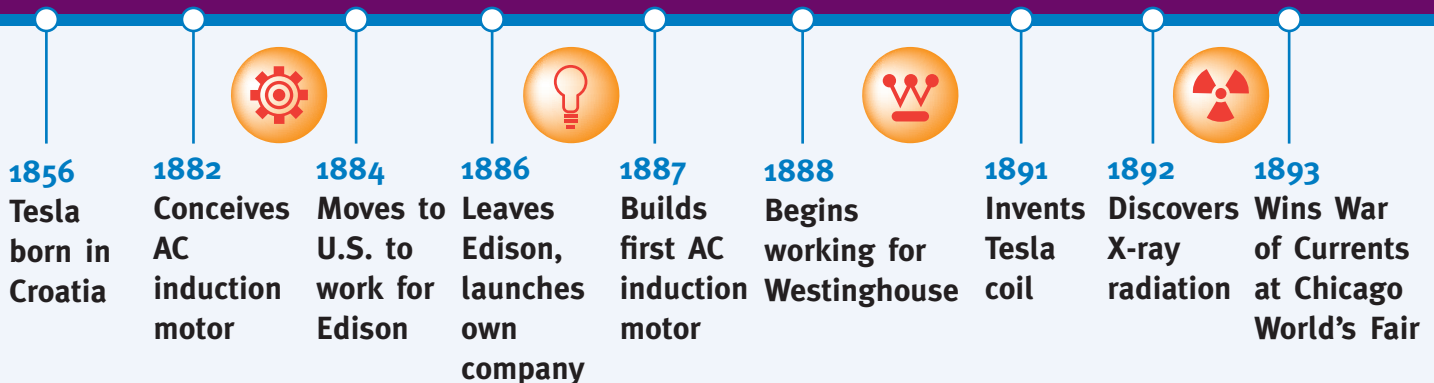 1856
Tesla
born in
Croatia
1882
Conceives
AC
induction
motor
1884
Moves to
U.S. to
work for
Edison
1886
Leaves
Edison,
launches
own
company
1887
Builds
first AC
induction
motor
1888
Begins
working for
Westinghouse
1891
Invents
Tesla
coil
1892
Discovers
X-ray
radiation
1893
Wins War
of Currents
at Chicago
World's Fair